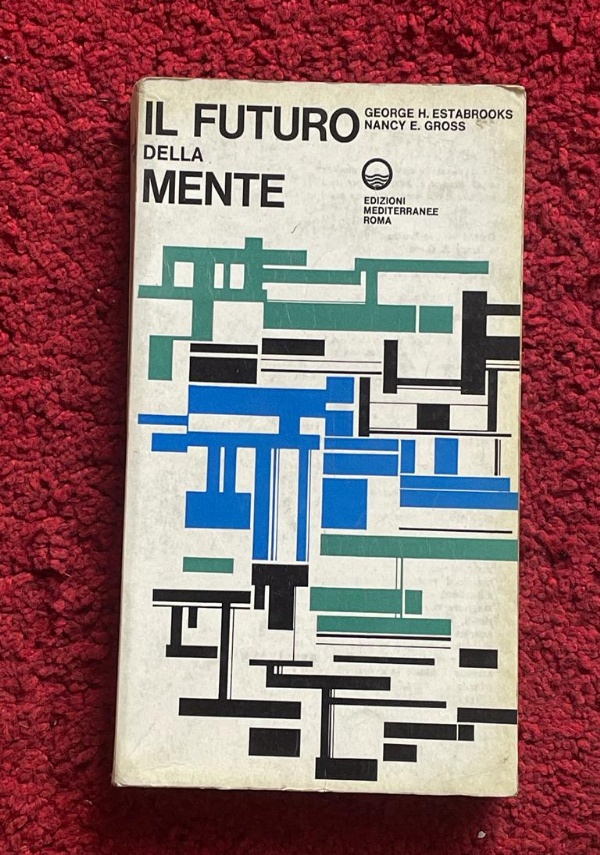 IL FUTURO
DELLA
MENTE
GEORGE H. ESTABROOKS
NANCY E. GROSS
EDIZIONI
MEDITERRANEE
ROMA